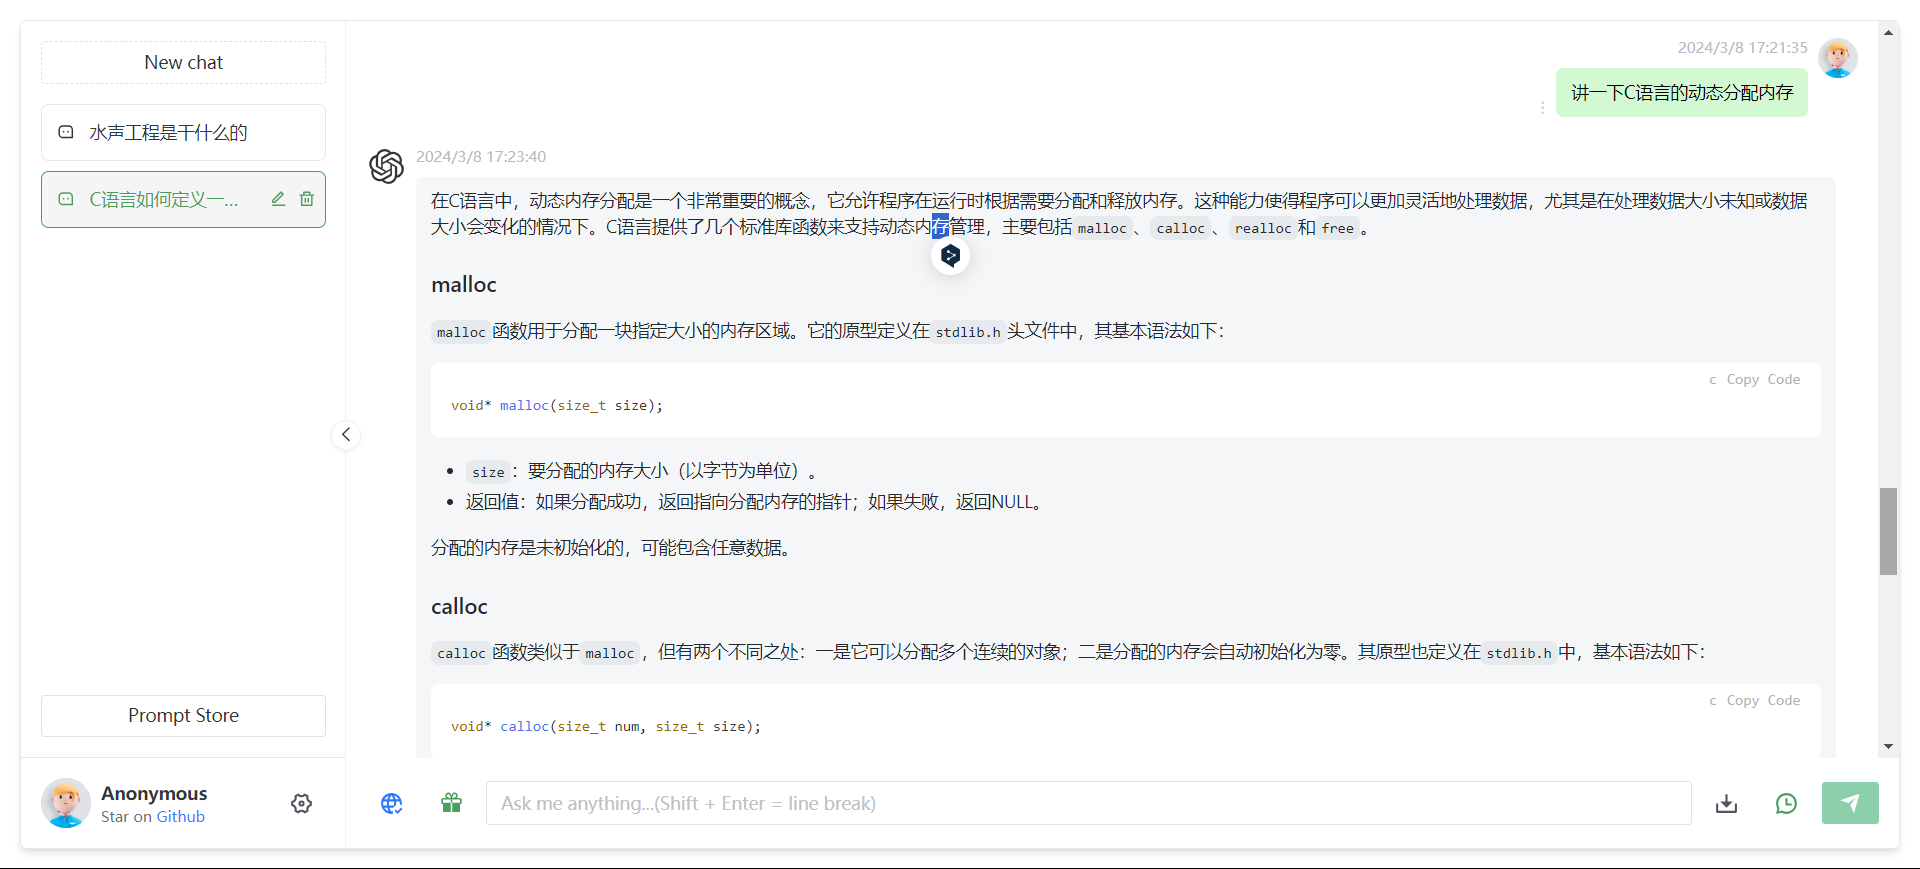 New chat
水声工程是干什么的
C语言如何定义一...
Prompt Store
Anonymous
Star on Github
2024/3/8 17:21:35
讲一下C语言的动态分配内存
2024/3/8 17:23:40
在C语言中，动态内存分配是一个非常重要的概念，它允许程序在运行时根据需要分配和释放内存。这种能力使得程序可以更加灵活地处理数据，尤其是在处理数据大小未知或数据
大小会变化的情况下。C语言提供了几个标准库函数来支持动态内存管理，主要包括 malloc 、 calloc 、 realloc 和 free 。
malloc
malloc 函数用于分配一块指定大小的内存区域。它的原型定义在 stdlib.h 头文件中，其基本语法如下：
c Copy Code
void* malloc(size_t size);
• size ：要分配的内存大小（以字节为单位）。
• 返回值：如果分配成功，返回指向分配内存的指针；如果失败，返回NULL。
分配的内存是未初始化的，可能包含任意数据。
calloc
calloc 函数类似于 malloc ，但有两个不同之处：一是它可以分配多个连续的对象；二是分配的内存会自动初始化为零。其原型也定义在 stdlib.h 中，基本语法如下：
c Copy Code
void* calloc(size_t num, size_t size);
Ask me anything...(Shift + Enter = line break)